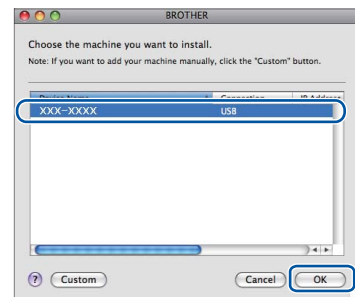 BROTHER
Choose the machine you want to install.
Note: If you want to add your machine manually, click the "Custom" button.
Device Name Connection IP Address
XXX-XXXX USB
? Custom Cancel OK